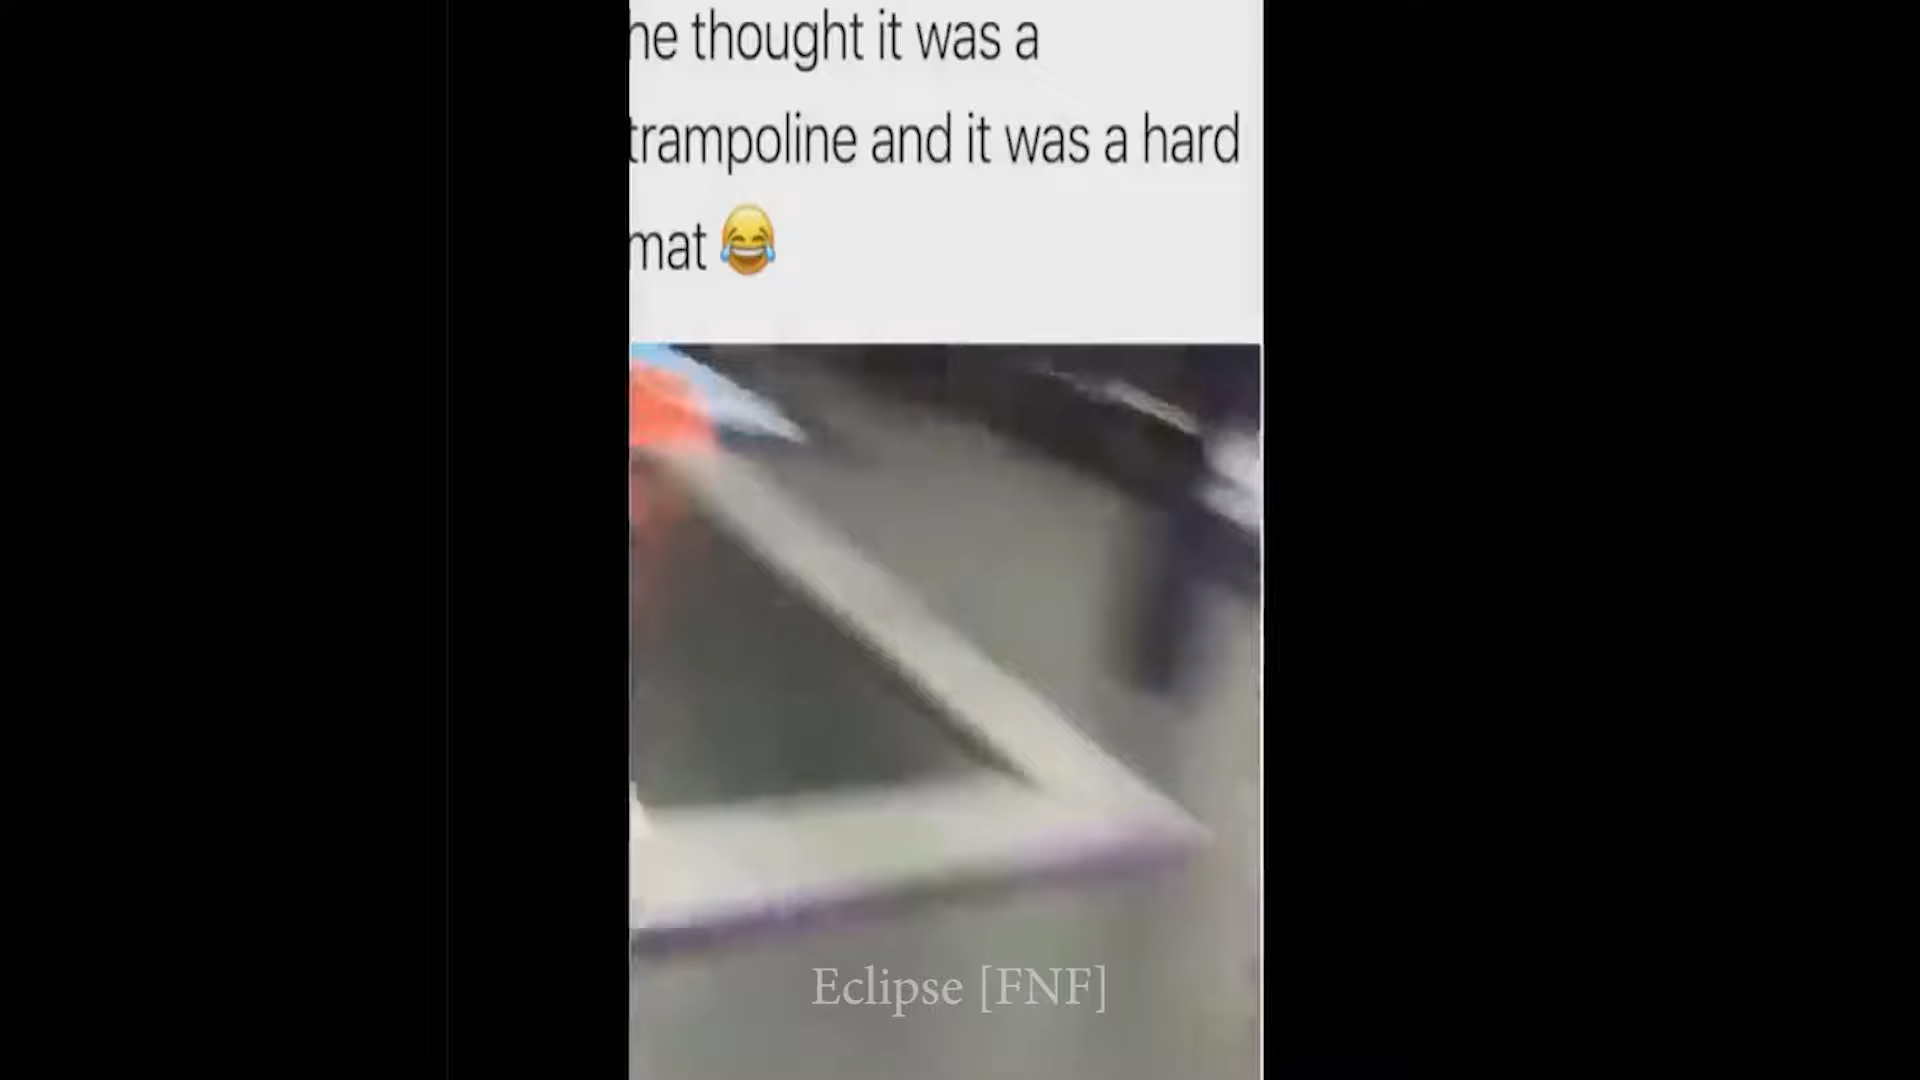 he thought it was a
trampoline and it was a hard
mat 😂
Eclipse [FNF]